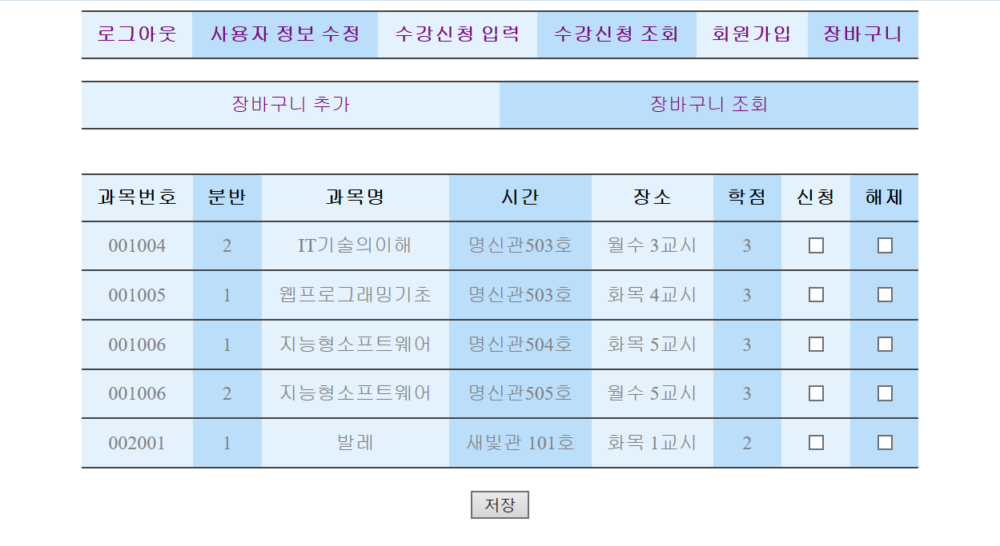 로그아웃 사용자 정보 수정 수강신청 입력 수강신청 조회 회원가입 장바구니
장바구니 추가 장바구니 조회
과목번호 분반 과목명 시간 장소 학점 신청 해제
001004 2 IT기술의이해 명신관503호 월수 3교시 3
001005 1 웹프로그래밍기초 명신관503호 화목 4교시 3
001006 1 지능형소프트웨어 명신관504호 화목 5교시 3
001006 2 지능형소프트웨어 명신관505호 월수 5교시 3
002001 1 발레 새빛관 101호 화목 1교시 2
저장